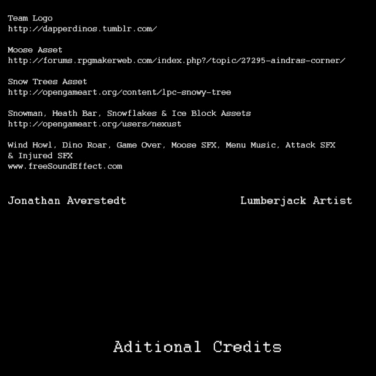 Team Logo
http://dapperdinos.tumblr.com/
Moose Asset
http://forums.rpgmakerweb.com/index.php?/topic/27295-aindras-corner/
Snow Trees Asset
http://opengameart.org/content/lpc-snowy-tree
Snowman, Heath Bar, Snowflakes & Ice Block Assets
http://opengameart.org/users/nexust
Wind Howl, Dino Roar, Game Over, Moose SFX, Menu Music, Attack SFX
& Injured SFX
www.freeSoundEffect.com
Jonathan Averstedt Lumberjack Artist
Aditional Credits